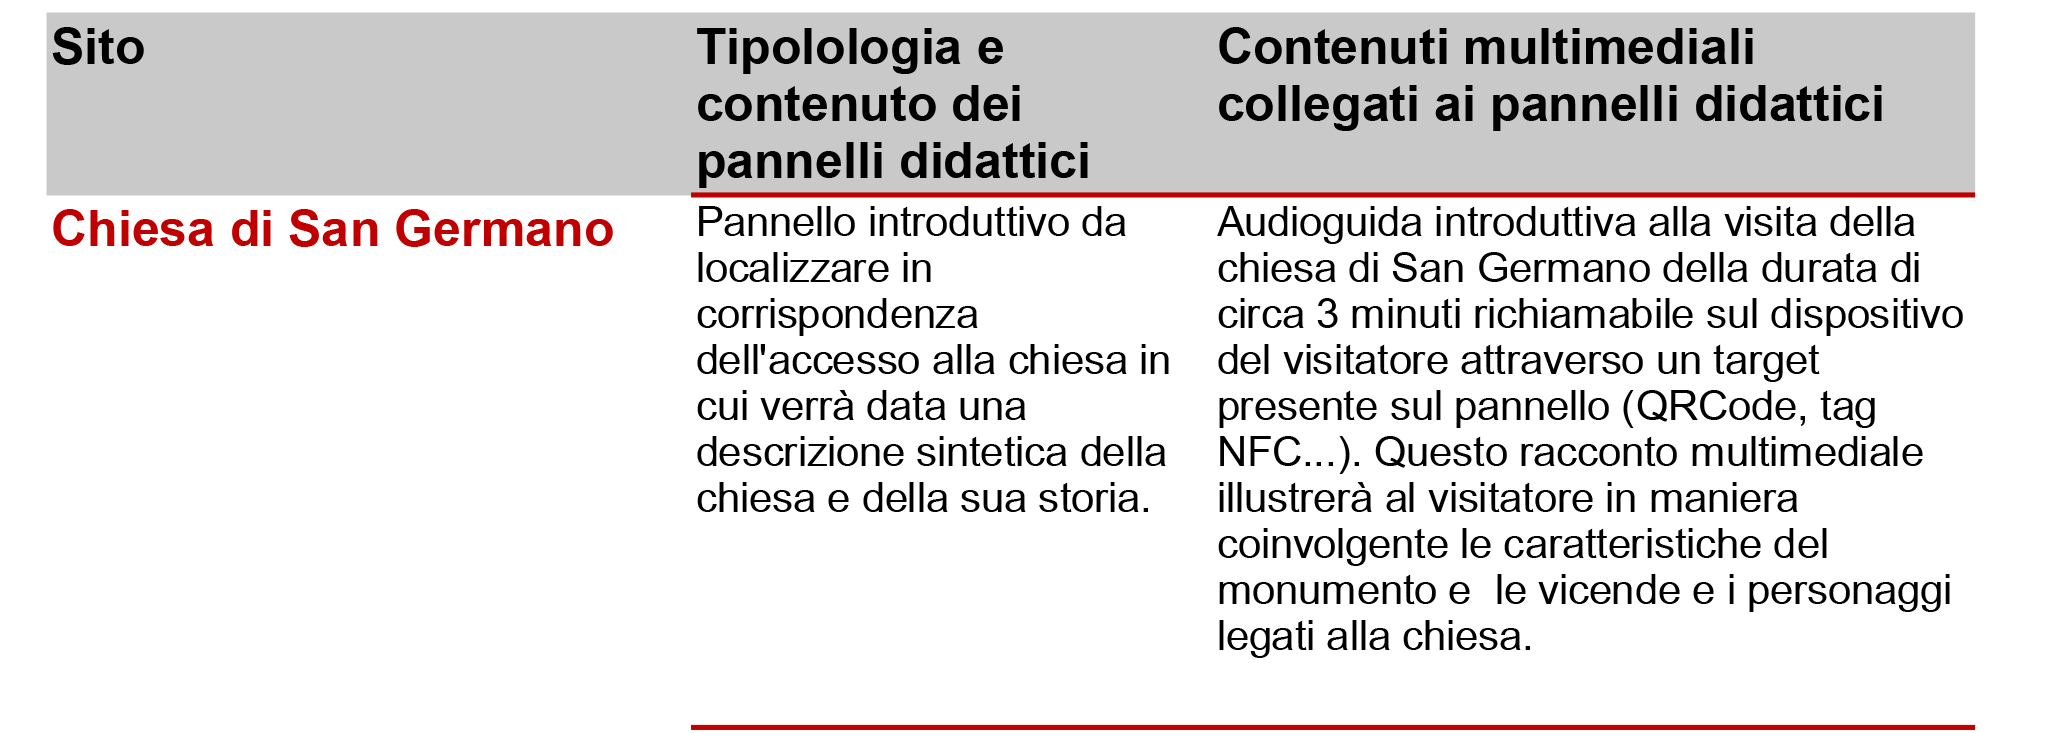 Sito
Tipolologia e
contenuto dei
pannelli didattici
Contenuti multimediali
collegati ai pannelli didattici
Chiesa di San Germano
Pannello introduttivo da
localizzare in
corrispondenza
dell'accesso alla chiesa in
cui verrà data una
descrizione sintetica della
chiesa e della sua storia.
Audioguida introduttiva alla visita della
chiesa di San Germano della durata di
circa 3 minuti richiamabile sul dispositivo
del visitatore attraverso un target
presente sul pannello (QRCode, tag
NFC...). Questo racconto multimediale
illustrerà al visitatore in maniera
coinvolgente le caratteristiche del
monumento e  le vicende e i personaggi
legati alla chiesa.